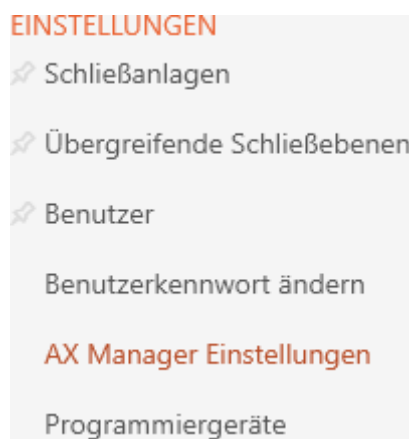 EINSTELLUNGEN
Schließanlagen
Übergreifende Schließebenen
Benutzer
Benutzerkennwort ändern
AX Manager Einstellungen
Programmiergeräte